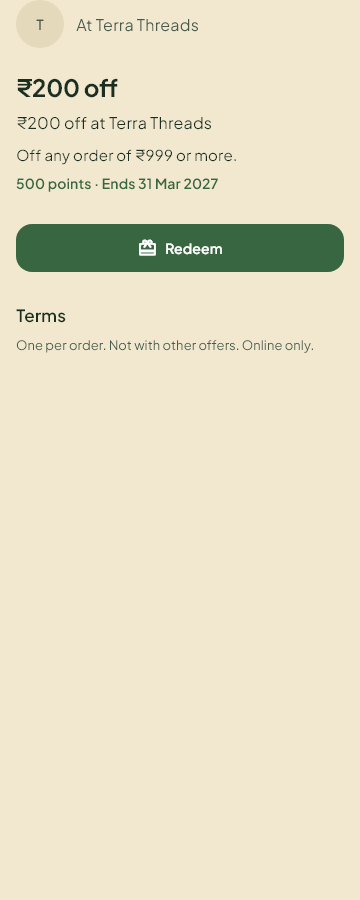 T
At Terra Threads
₹200 off
₹200 off at Terra Threads
Off any order of ₹999 or more.
500 points · Ends 31 Mar 2027
Redeem
Terms
One per order. Not with other offers. Online only.